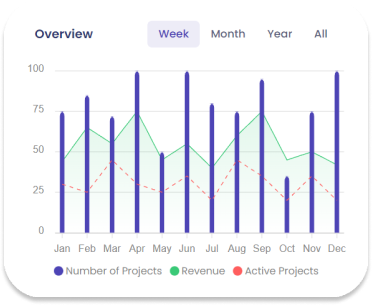 Overview Week Month Year All
100
75
50
25
0
Jan Feb Mar Apr May Jun Jul Aug Sep Oct Nov Dec
Number of Projects Revenue Active Projects